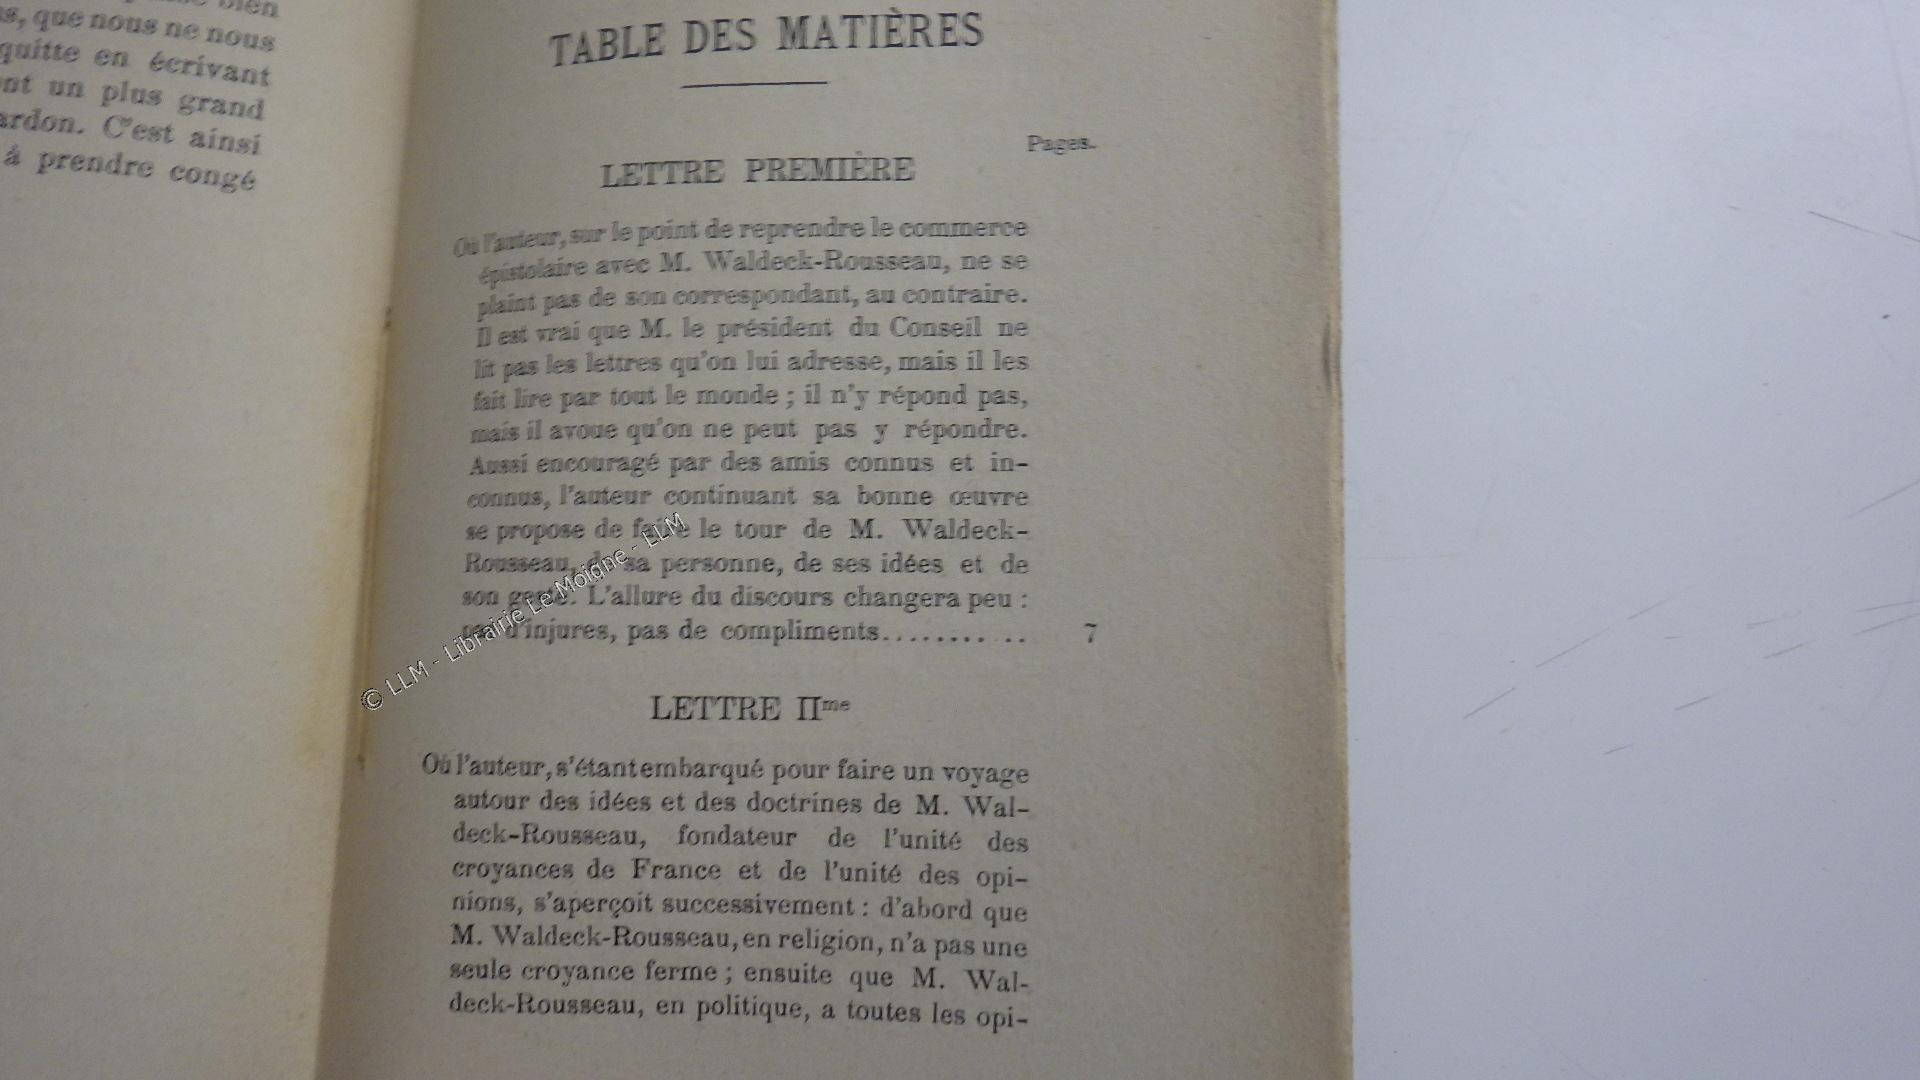 bien
s, que nous ne nous
quitte en écrivant
nt un plus grand
ardon. C'est ainsi
à prendre congé
TABLE DES MATIÈRES
Pages.
LETTRE PREMIÈRE
Où l'auteur, sur le point de reprendre le commerce
épistolaire avec M. Waldeck-Rousseau, ne se
plaint pas de son correspondant, au contraire.
Il est vrai que M. le président du Conseil ne
lit pas les lettres qu'on lui adresse, mais il les
fait lire par tout le monde ; il n'y répond pas,
mais il avoue qu'on ne peut pas y répondre.
Aussi encouragé par des amis connus et in-
connus, l'auteur continuant sa bonne œuvre
se propose de faire le tour de M. Waldeck-
Rousseau, de sa personne, de ses idées et de
son geste. L'allure du discours changera peu :
pas d'injures, pas de compliments........... 7
LETTRE IIme
Où l'auteur, s'étant embarqué pour faire un voyage
autour des idées et des doctrines de M. Wal-
deck-Rousseau, fondateur de l'unité des
croyances de France et de l'unité des opi-
nions, s'aperçoit successivement : d'abord que
M. Waldeck-Rousseau, en religion, n'a pas une
seule croyance ferme ; ensuite que M. Wal-
deck-Rousseau, en politique, a toutes les opi-
© LLM - Librairie Le Moigne - LLM